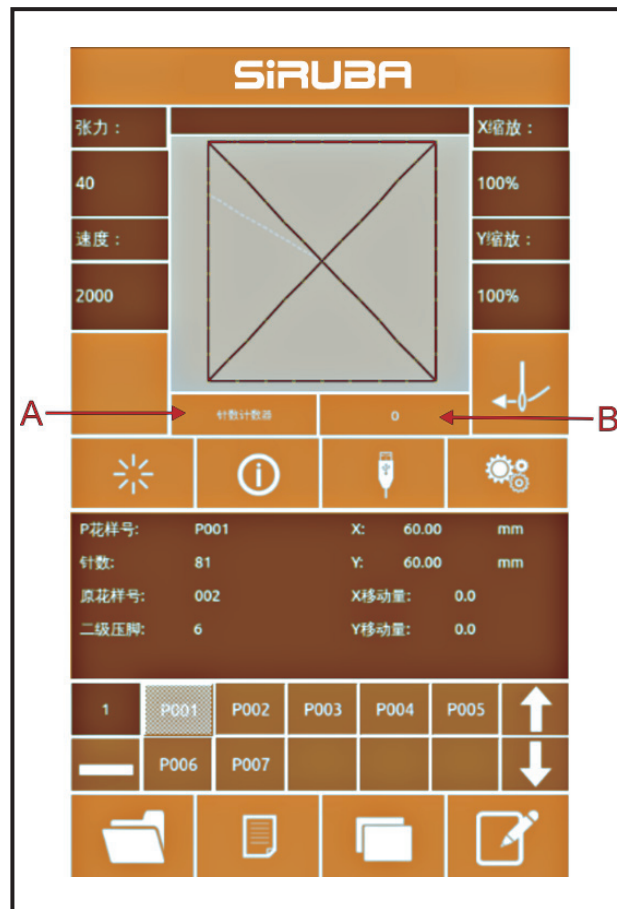 SiRUBA
张力：
X缩放：
40
100%
速度：
Y缩放：
2000
100%
A
针数计数器
0
B
P花样号: P001 X: 60.00 mm
针数: 81 Y: 60.00 mm
原花样号: 002 X移动量: 0.0
二级压脚: 6 Y移动量: 0.0
1 P001 P002 P003 P004 P005
P006 P007